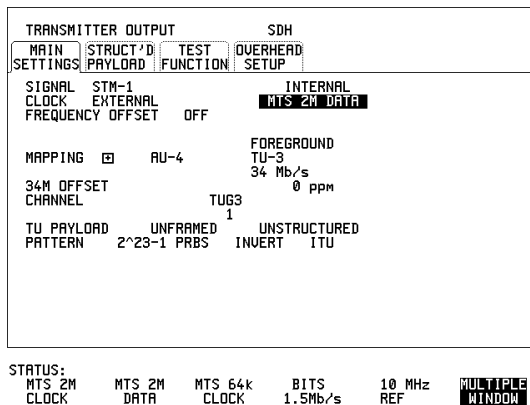 TRANSMITTER OUTPUT SDH
MAIN SETTINGS STRUCT'D PAYLOAD TEST FUNCTION OVERHEAD SETUP
SIGNAL STM-1 INTERNAL
CLOCK EXTERNAL MTS 2M DATA
FREQUENCY OFFSET OFF
FOREGROUND
MAPPING + AU-4 TU-3
34 Mb/s
34M OFFSET 0 ppm
CHANNEL TUG3
1
TU PAYLOAD UNFRAMED UNSTRUCTURED
PATTERN 2^23-1 PRBS INVERT ITU
STATUS:
MTS 2M CLOCK MTS 2M DATA MTS 64k CLOCK BITS 1.5Mb/s 10 MHz REF MULTIPLE WINDOW